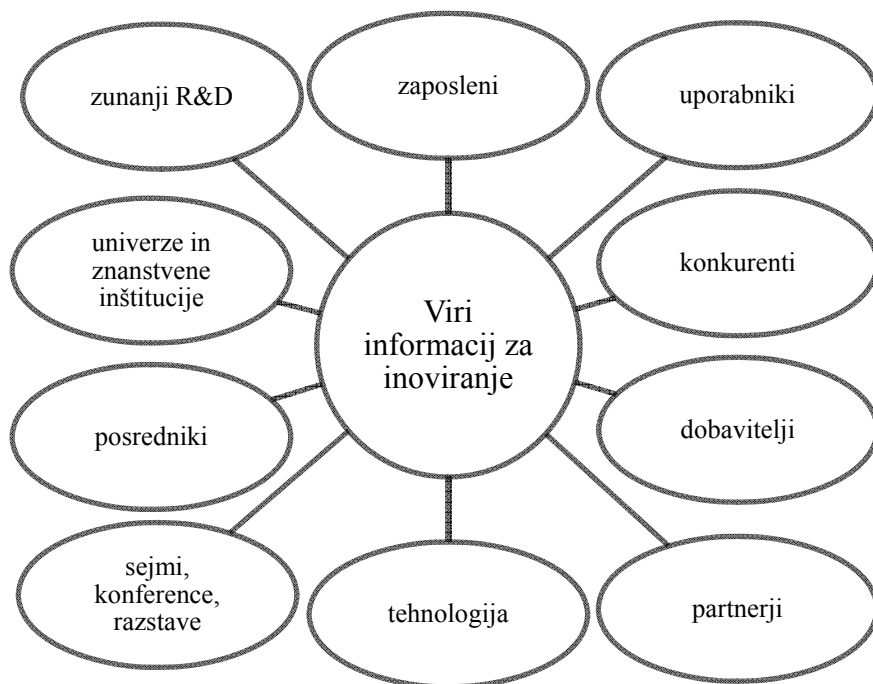 zunanji R&D
zaposleni
uporabniki
univerze in
znanstvene
inštitucije
konkurenti
Viri
informacij za
inoviranje
posredniki
dobavitelji
sejmi,
konference,
razstave
tehnologija
partnerji